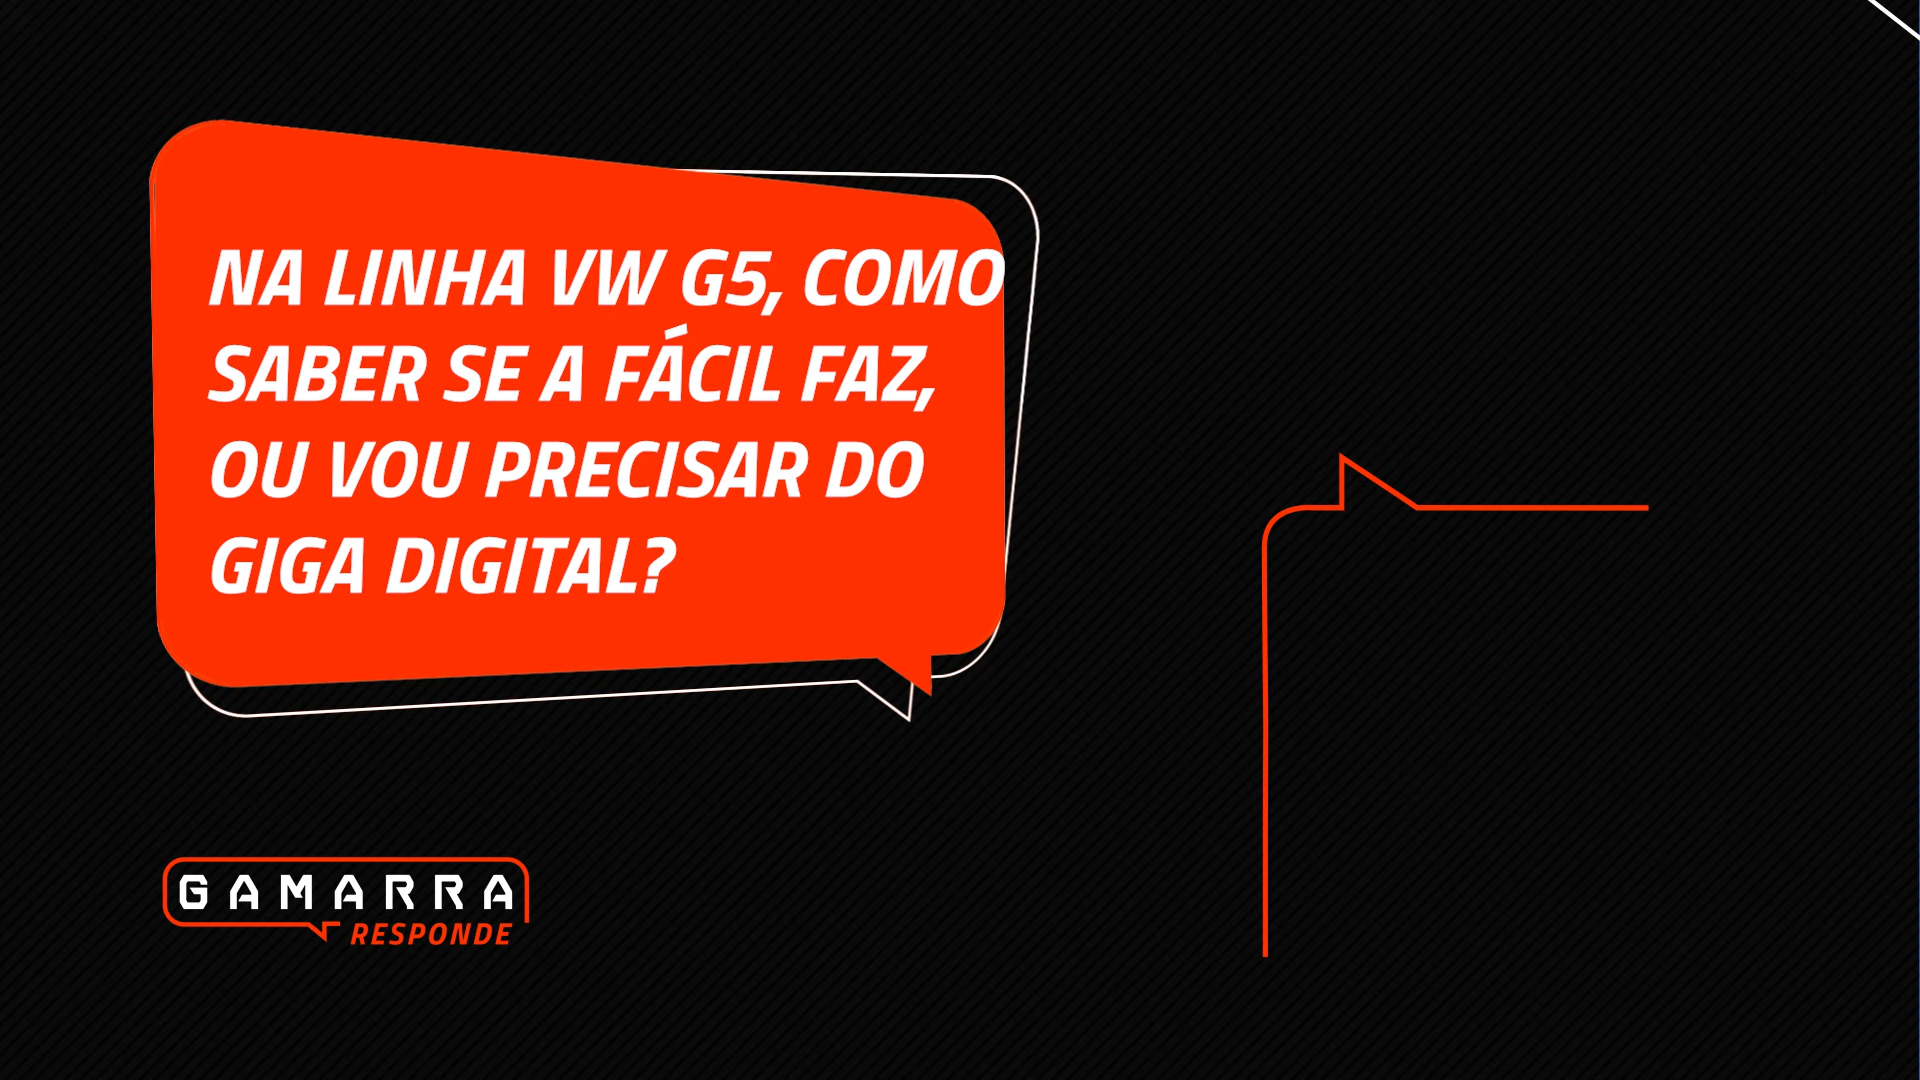 NA LINHA VW G5, COMO
SABER SE A FÁCIL FAZ,
OU VOU PRECISAR DO
GIGA DIGITAL?
GAMARRA
RESPONDE